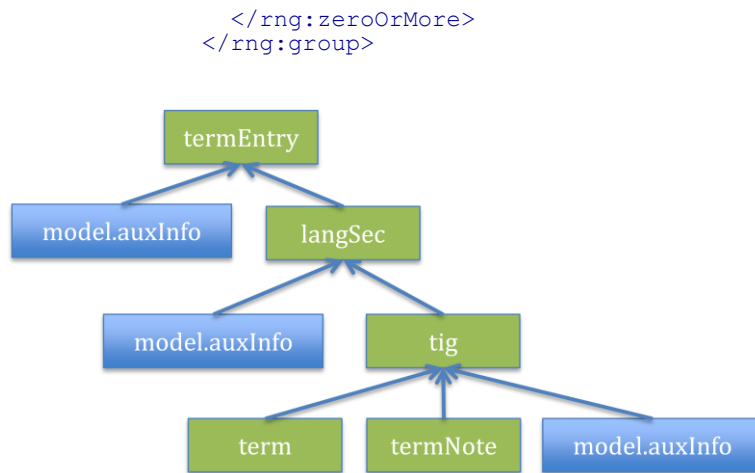 </rng:zeroOrMore>
</rng:group>
termEntry
model.auxInfo
langSec
model.auxInfo
tig
term
termNote
model.auxInfo